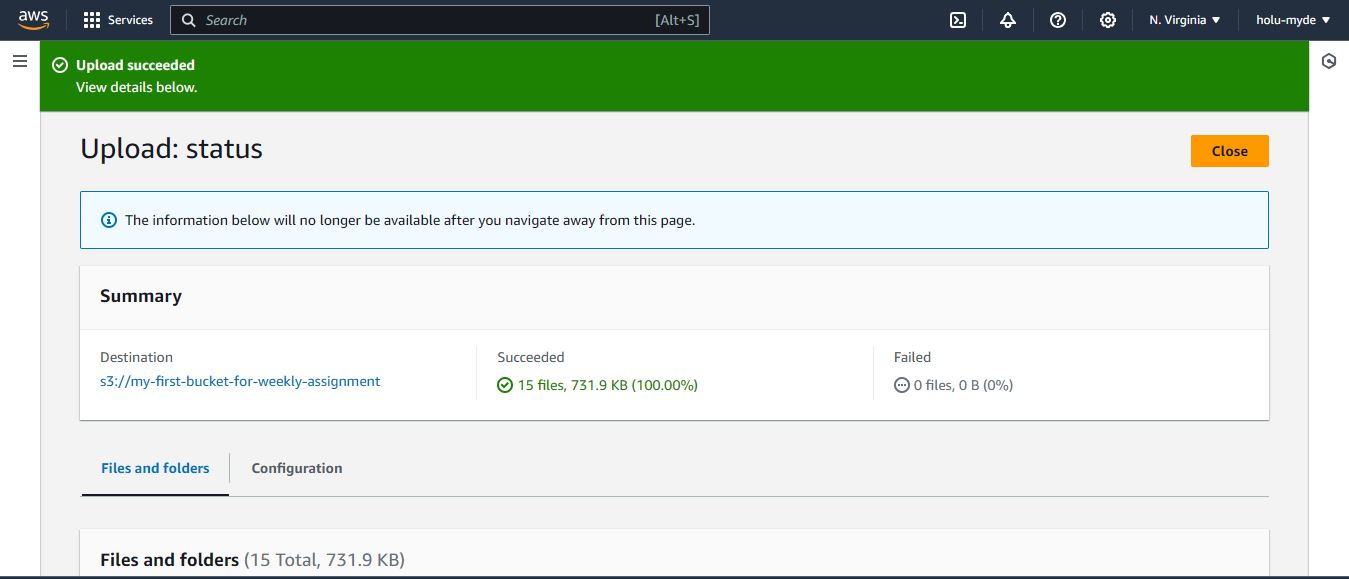 aws Services Search [Alt+S] N. Virginia holu-myde
Upload succeeded
View details below.
Upload: status Close
The information below will no longer be available after you navigate away from this page.
Summary
Destination Succeeded Failed
s3://my-first-bucket-for-weekly-assignment 15 files, 731.9 KB (100.00%) 0 files, 0 B (0%)
Files and folders Configuration
Files and folders (15 Total, 731.9 KB)